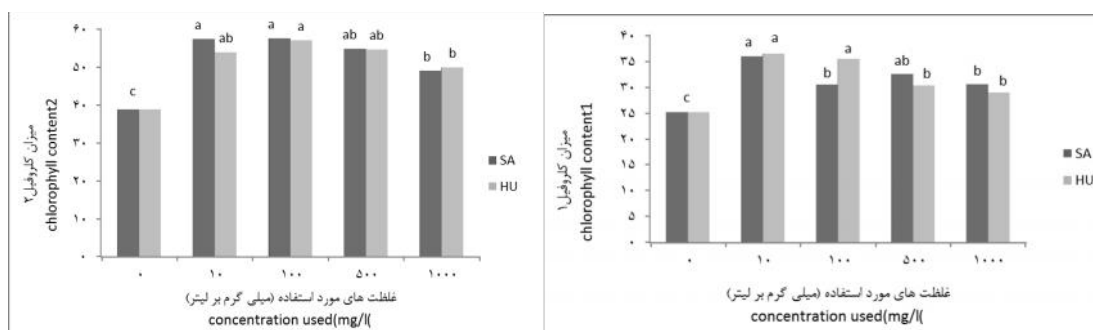 میزان کلروفیل۲
chlorophyll content2
۶۰
۵۰
۴۰
۳۰
۲۰
۱۰
۰
c
a
ab
a
a
ab
ab
b
b
SA
HU
۰
۱۰
۱۰۰
۵۰۰
۱۰۰۰
غلظت های مورد استفاده (میلی گرم بر لیتر)
concentration used(mg/l(
میزان کلروفیل۱
chlorophyll content1
۴۰
۳۵
۳۰
۲۵
۲۰
۱۵
۱۰
۵
۰
c
a
a
b
a
ab
b
b
b
SA
HU
۰
۱۰
۱۰۰
۵۰۰
۱۰۰۰
غلظت های مورد استفاده (میلی گرم بر لیتر)
concentration used(mg/l(